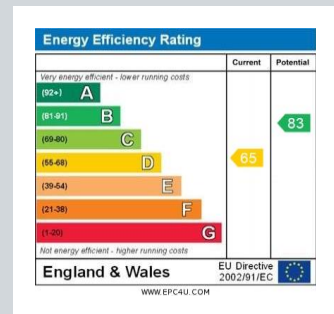 Energy Efficiency Rating
Current Potential
Very energy efficient - lower running costs
(92+) A
(81-91) B
83
(69-80) C
(55-68) D
65
(39-54) E
(21-38) F
(1-20) G
Not energy efficient - higher running costs
England & Wales
EU Directive
2002/91/EC
WWW.EPC4U.COM